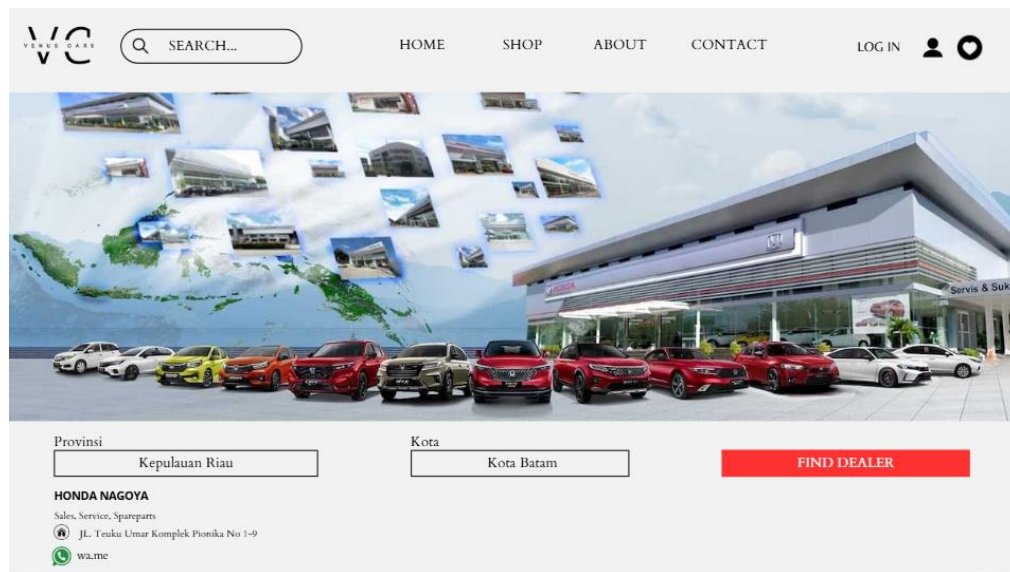 VC
VENUS CARS
SEARCH...
HOME
SHOP
ABOUT
CONTACT
LOG IN
HONDA
Servis & Suk
Provinsi
Kota
Kepulauan Riau
Kota Batam
FIND DEALER
HONDA NAGOYA
Sales, Service, Spareparts
JL. Teuku Umar Komplek Pionika No 1-9
wa.me